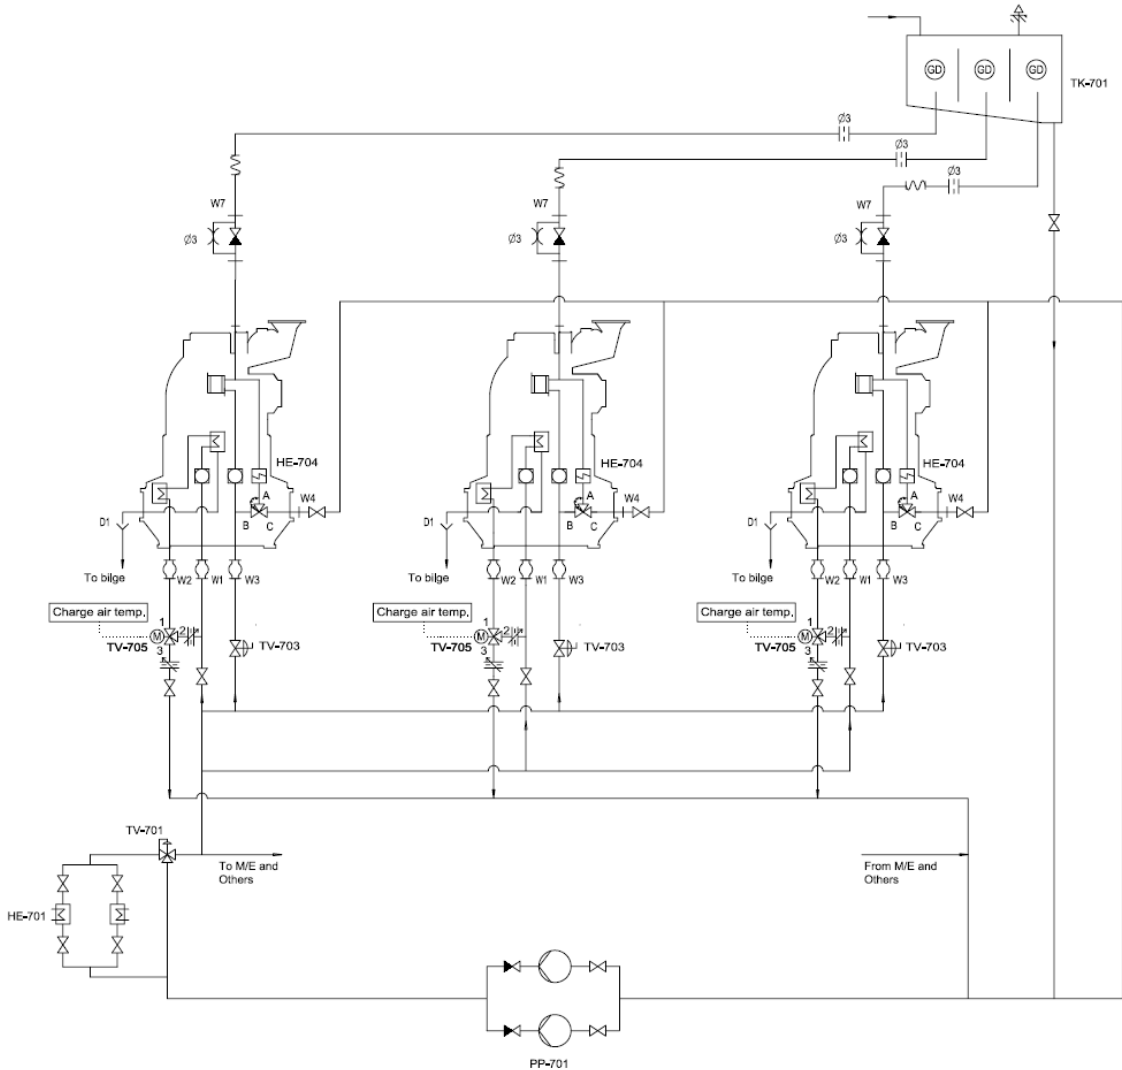 GD GD GD
TK-701
Ø3
Ø3
Ø3
W7 W7 W7
Ø3 Ø3 Ø3
HE-704 HE-704 HE-704
A A A
W4 W4 W4
D1 B C D1 B C D1 B C
To bilge To bilge To bilge
W2 W1 W3 W2 W1 W3 W2 W1 W3
Charge air temp. Charge air temp. Charge air temp.
1 1 1
M 2 M 2 M 2
TV-705 TV-703 TV-705 TV-703 TV-705 TV-703
3 3 3
TV-701
To M/E and
Others
From M/E and
Others
HE-701
PP-701